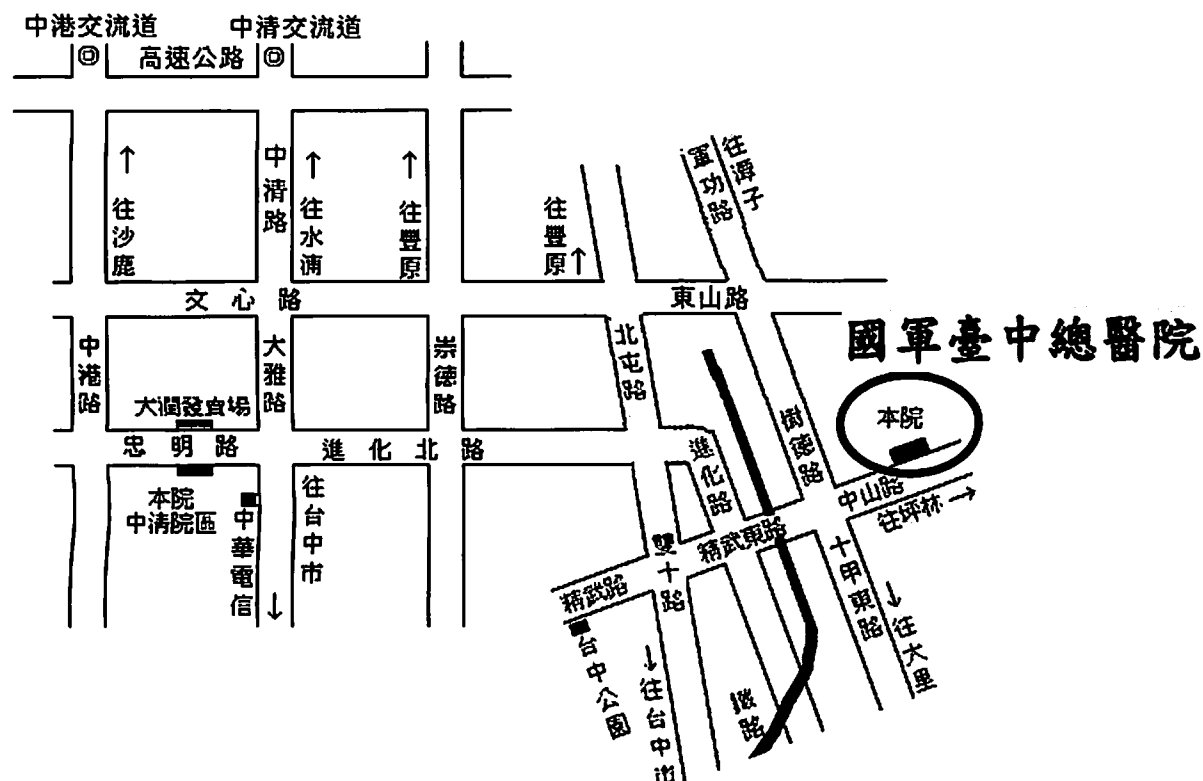 中港交流道
中清交流道
高速公路
中清路
往沙鹿
往水湳
往豐原
往豐原
軍功路
往潭子
文心路
東山路
國軍臺中總醫院
中港路
大雅路
崇德路
北屯路
大潤發賣場
本院
樹德路
忠明路
進化北路
進化路
中山路
往坪林
本院
中清院區
中華電信
往台中市
雙十路
精武東路
精武路
十甲東路
往大里
台中公園
往台中市
鐵路